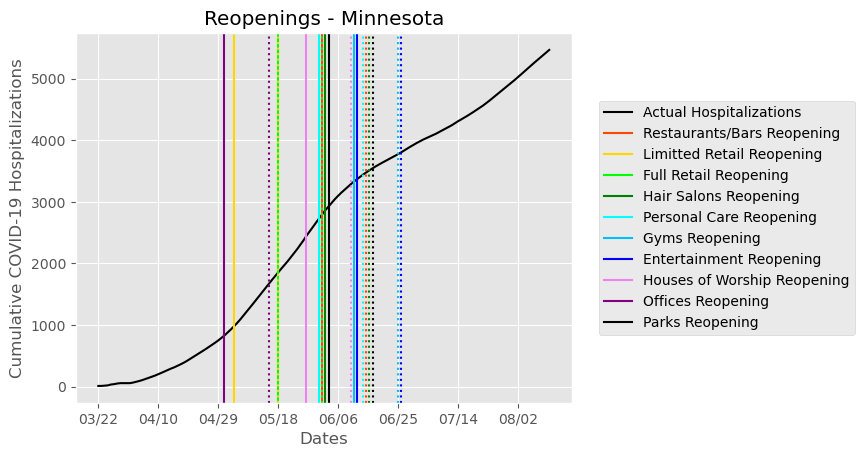 Reopenings - Minnesota
Cumulative COVID-19 Hospitalizations
5000
4000
3000
2000
1000
0
03/22 04/10 04/29 05/18 06/06 06/25 07/14 08/02
Dates
Actual Hospitalizations
Restaurants/Bars Reopening
Limitted Retail Reopening
Full Retail Reopening
Hair Salons Reopening
Personal Care Reopening
Gyms Reopening
Entertainment Reopening
Houses of Worship Reopening
Offices Reopening
Parks Reopening